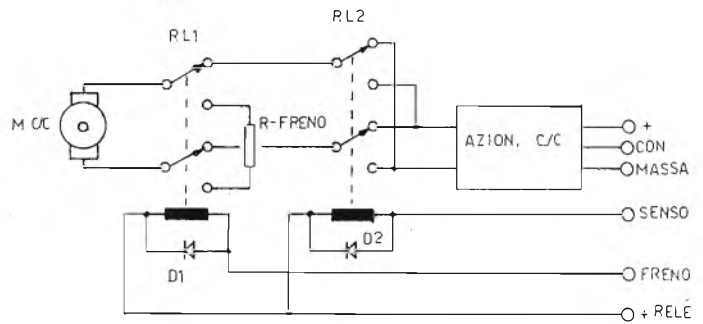 RL2
RL1
M C/C
R-FRENO
AZION. C/C
+
CON
MASSA
SENSO
D2
D1
FRENO
+ RELÈ